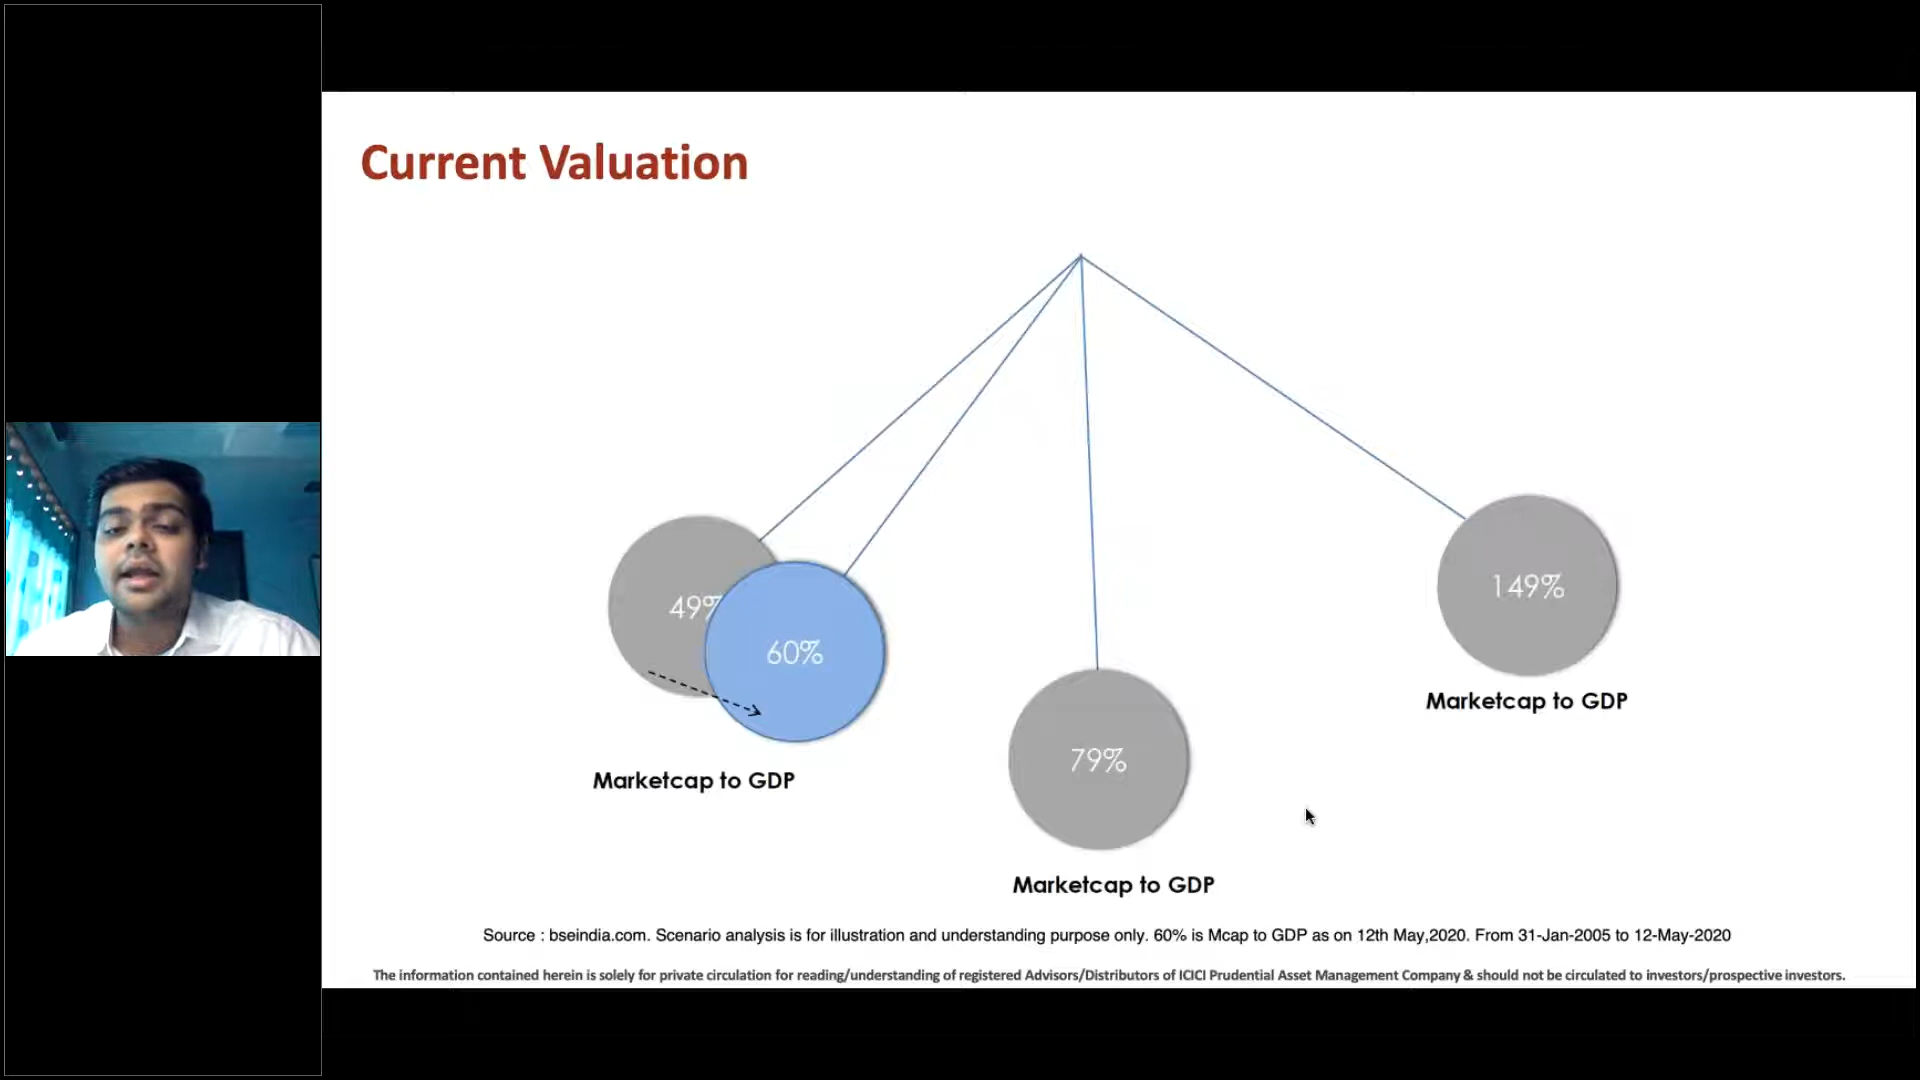 Current Valuation
49%
60%
149%
Marketcap to GDP
79%
Marketcap to GDP
Marketcap to GDP
Source : bseindia.com. Scenario analysis is for illustration and understanding purpose only. 60% is Mcap to GDP as on 12th May,2020. From 31-Jan-2005 to 12-May-2020
The information contained herein is solely for private circulation for reading/understanding of registered Advisors/Distributors of ICICI Prudential Asset Management Company & should not be circulated to investors/prospective investors.